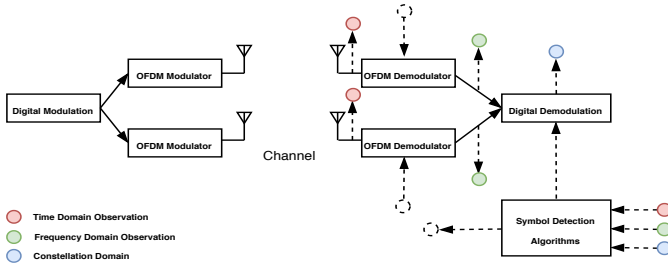 OFDM Modulator
OFDM Demodulator
Digital Modulation
Digital Demodulation
OFDM Modulator
OFDM Demodulator
Channel
Time Domain Observation
Frequency Domain Observation
Constellation Domain
Symbol Detection
Algorithms